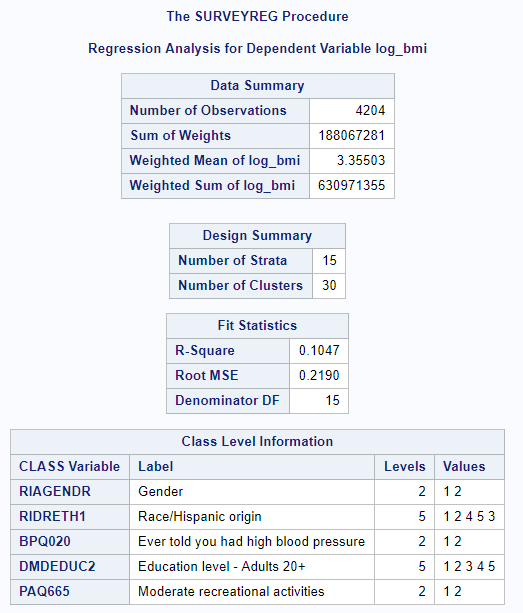 The SURVEYREG Procedure
Regression Analysis for Dependent Variable log_bmi
Data Summary
Number of Observations 4204
Sum of Weights 188067281
Weighted Mean of log_bmi 3.35503
Weighted Sum of log_bmi 630971355
Design Summary
Number of Strata 15
Number of Clusters 30
Fit Statistics
R-Square 0.1047
Root MSE 0.2190
Denominator DF 15
Class Level Information
CLASS Variable Label Levels Values
RIAGENDR Gender 2 1 2
RIDRETH1 Race/Hispanic origin 5 1 2 4 5 3
BPQ020 Ever told you had high blood pressure 2 1 2
DMDEDUC2 Education level - Adults 20+ 5 1 2 3 4 5
PAQ665 Moderate recreational activities 2 1 2